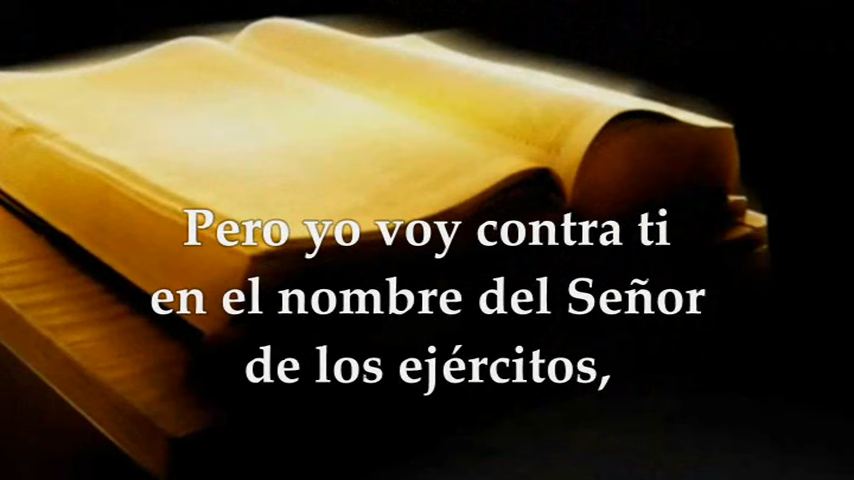 Pero yo voy contra ti
en el nombre del Señor
de los ejércitos,